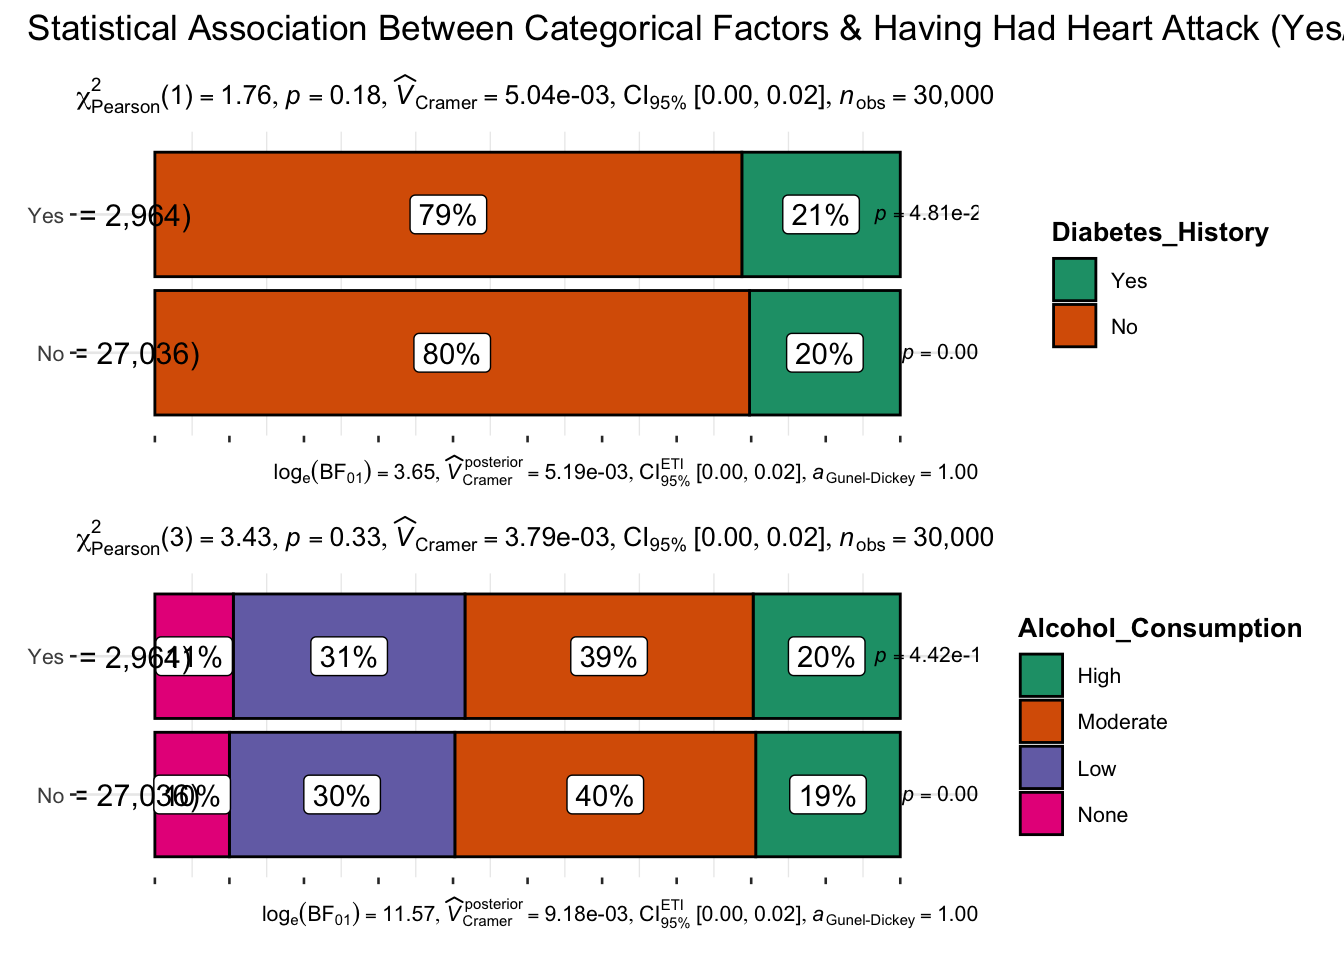 Statistical Association Between Categorical Factors & Having Had Heart Attack (Yes/
χ²Pearson(1) = 1.76, p = 0.18, V̂Cramer = 5.04e-03, CI95% [0.00, 0.02], nobs = 30,000
Yes = 2,964) 79% 21% p = 4.81e-2
No = 27,036) 80% 20% p = 0.00
Diabetes_History
Yes
No
loge(BF01) = 3.65, V̂posteriorCramer = 5.19e-03, CIETI95% [0.00, 0.02], aGunel-Dickey = 1.00
χ²Pearson(3) = 3.43, p = 0.33, V̂Cramer = 3.79e-03, CI95% [0.00, 0.02], nobs = 30,000
Yes = 2,964) 11% 31% 39% 20% p = 4.42e-1
No = 27,036) 10% 30% 40% 19% p = 0.00
Alcohol_Consumption
High
Moderate
Low
None
loge(BF01) = 11.57, V̂posteriorCramer = 9.18e-03, CIETI95% [0.00, 0.02], aGunel-Dickey = 1.00